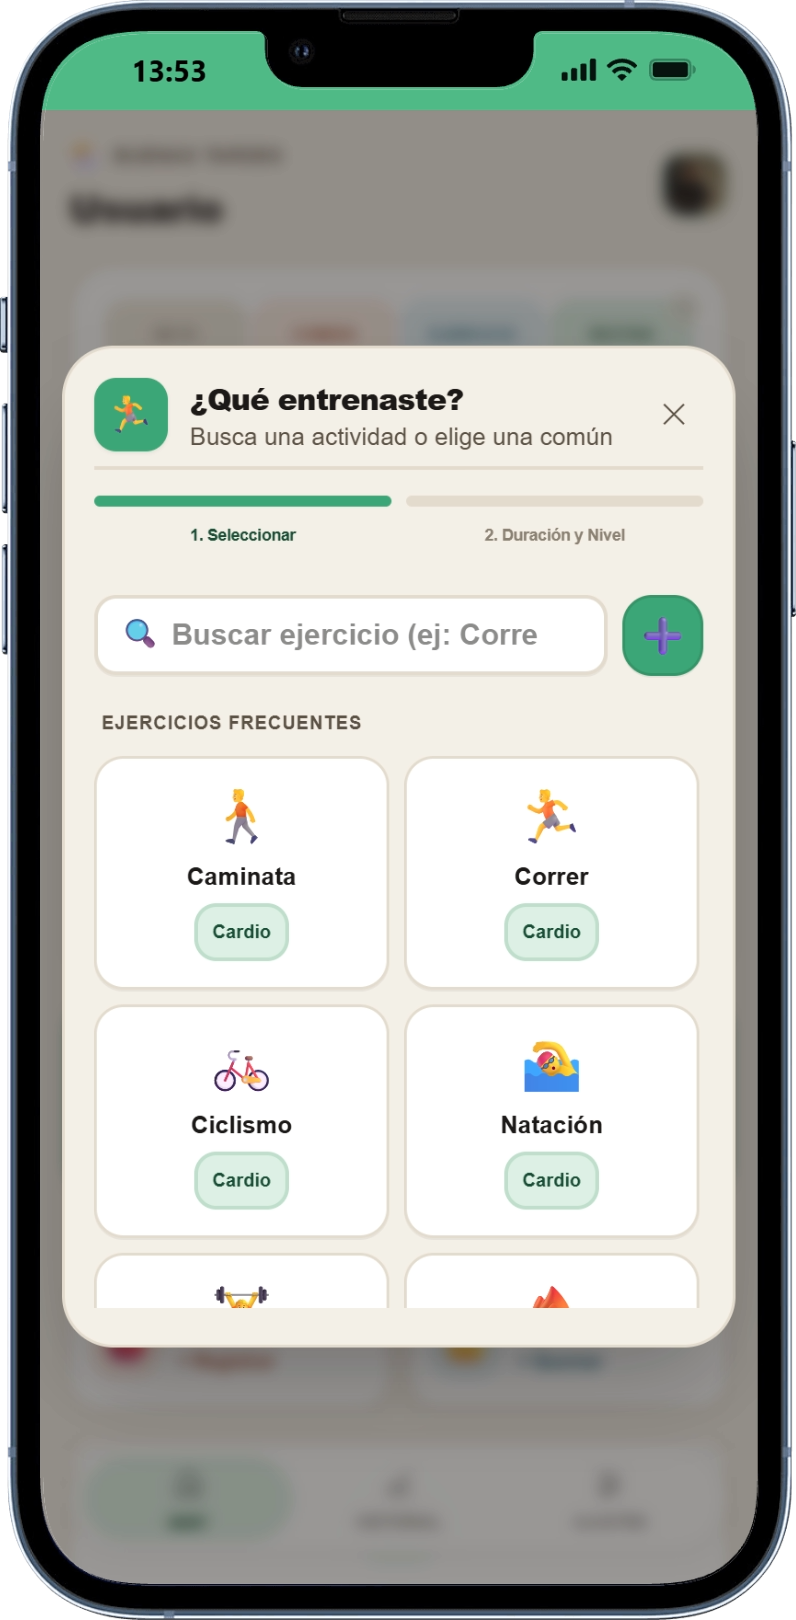 13:53
Usuario
¿Qué entrenaste?
Busca una actividad o elige una común
1. Seleccionar
2. Duración y Nivel
Buscar ejercicio (ej: Corre
EJERCICIOS FRECUENTES
Caminata
Cardio
Correr
Cardio
Ciclismo
Cardio
Natación
Cardio